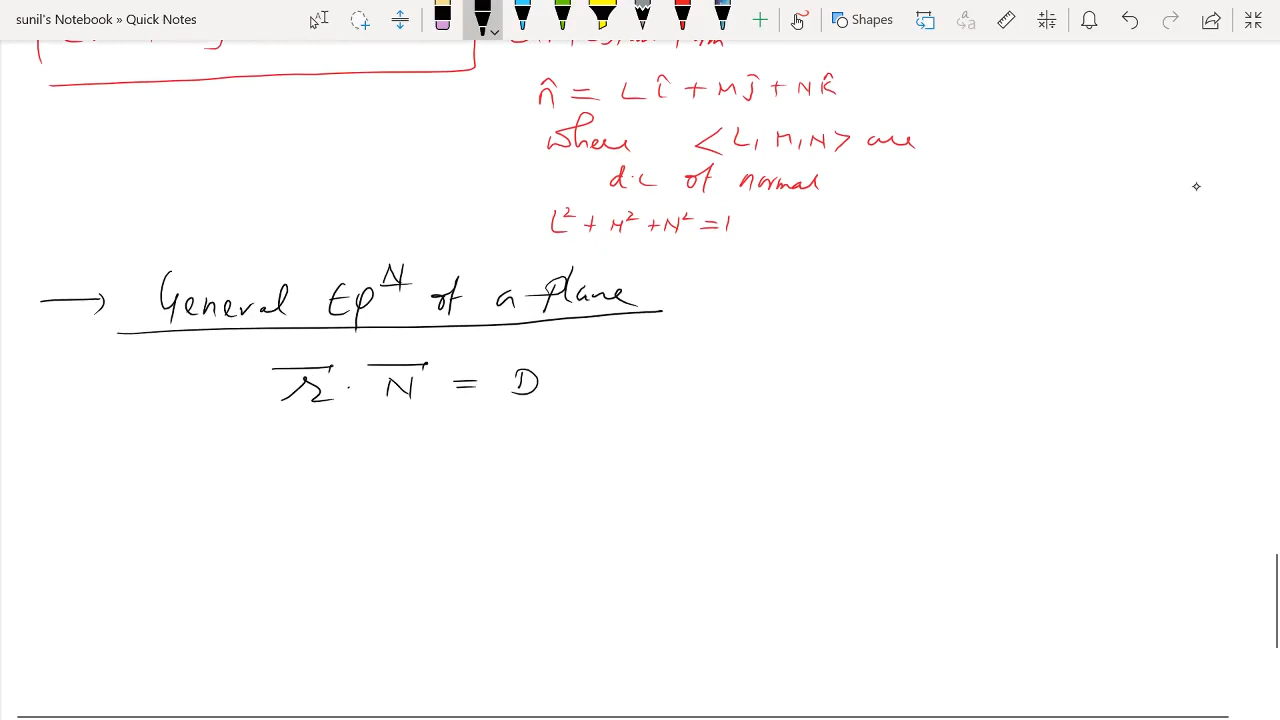 sunil's Notebook » Quick Notes
Shapes
n̂ = Lî + Mĵ + Nk̂
where <L, M, N> are
d.c of normal
L² + M² + N² = 1
→ General Eqᴺ of a plane
r̅ . N̅ = D